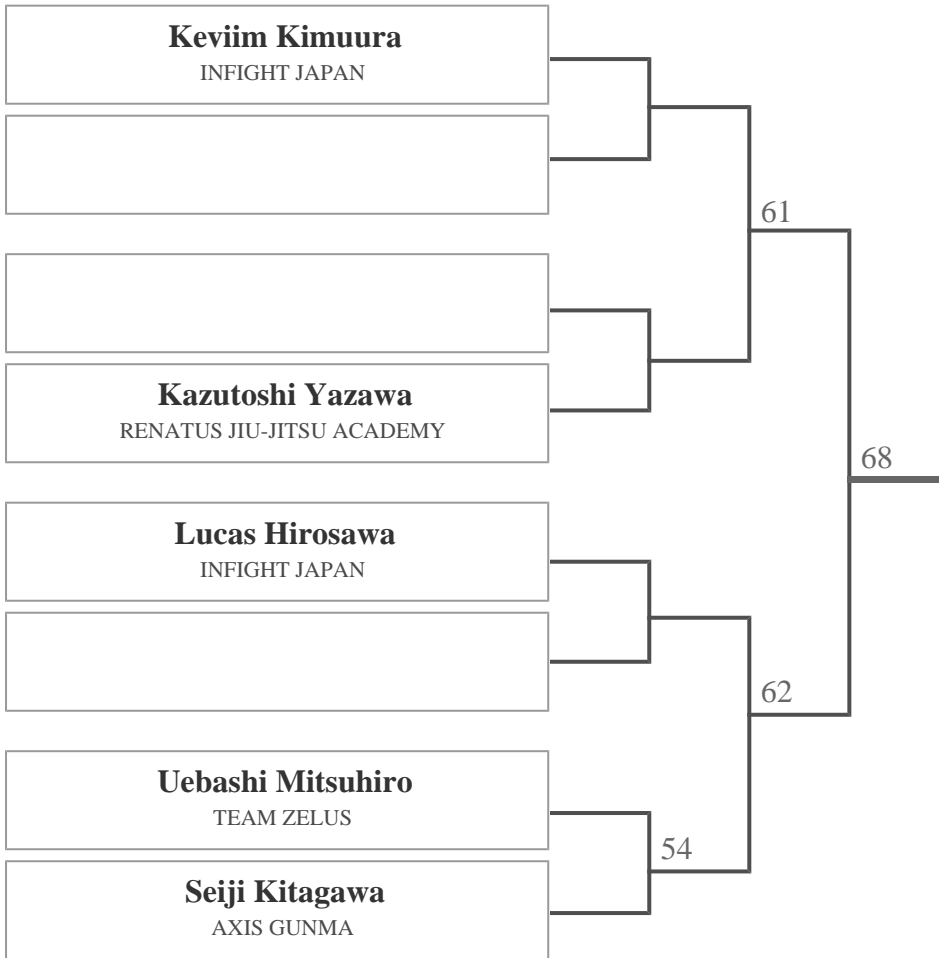 Keviim Kimuura
INFIGHT JAPAN
61
Kazutoshi Yazawa
RENATUS JIU-JITSU ACADEMY
68
Lucas Hirosawa
INFIGHT JAPAN
62
Uebashi Mitsuhiro
TEAM ZELUS
54
Seiji Kitagawa
AXIS GUNMA